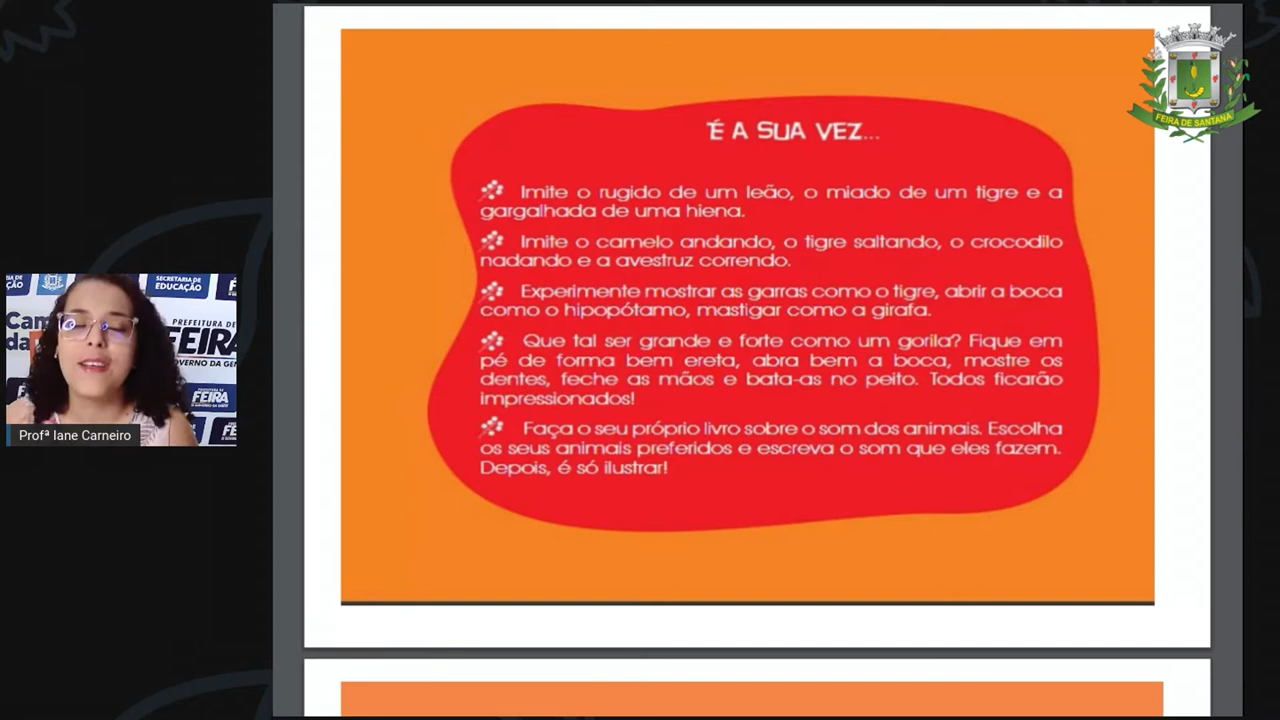 É A SUA VEZ...
Imite o rugido de um leão, o miado de um tigre e a
gargalhada de uma hiena.
Imite o camelo andando, o tigre saltando, o crocodilo
nadando e a avestruz correndo.
Experimente mostrar as garras como o tigre, abrir a boca
como o hipopótamo, mastigar como a girafa.
Que tal ser grande e forte como um gorila? Fique em
pé de forma bem ereta, abra bem a boca, mostre os
dentes, feche as mãos e bata-as no peito. Todos ficarão
impressionados!
Faça o seu próprio livro sobre o som dos animais. Escolha
os seus animais preferidos e escreva o som que eles fazem.
Depois, é só ilustrar!
FEIRA DE SANTANA
SECRETARIA DE
EDUCAÇÃO
PREFEITURA DE
FEIRA
PREFEITURA DE
FEIRA
Profª Iane Carneiro